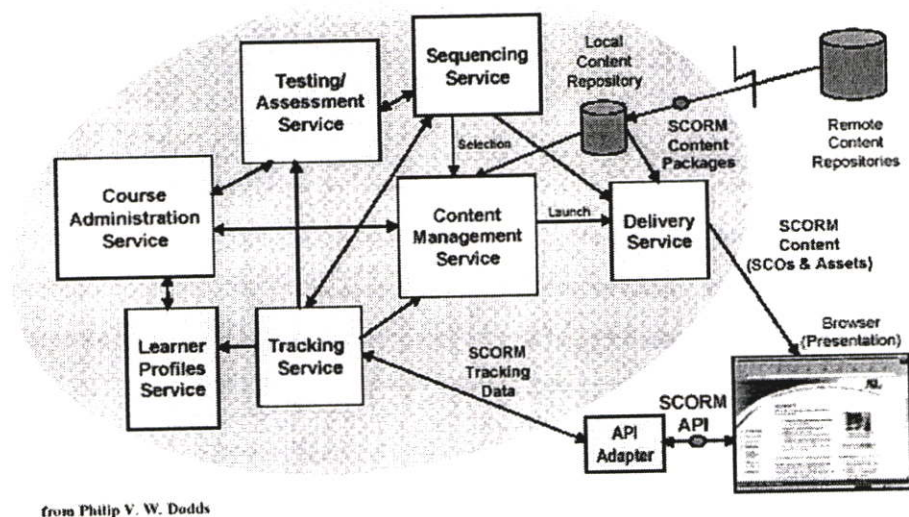 Testing/
Assessment
Service
Sequencing
Service
Local
Content
Repository
Remote
Content
Repositories
SCORM
Content
Packages
Selection
Course
Administration
Service
Content
Management
Service
Launch
Delivery
Service
SCORM
Content
(SCOs & Assets)
Learner
Profiles
Service
Tracking
Service
SCORM
Tracking
Data
Browser
(Presentation)
SCORM
API
API
Adapter
from Philip V. W. Dodds